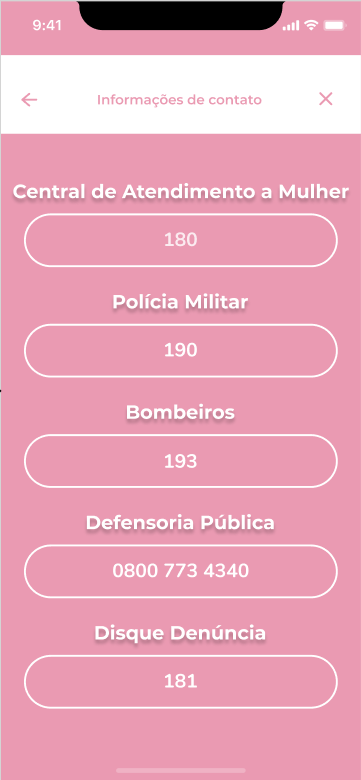 9:41
Informações de contato
Central de Atendimento a Mulher
180
Polícia Militar
190
Bombeiros
193
Defensoria Pública
0800 773 4340
Disque Denúncia
181